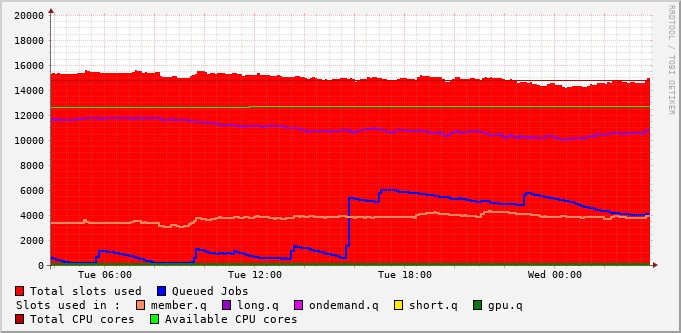 20000
18000
16000
14000
12000
10000
8000
6000
4000
2000
0
Tue 06:00 Tue 12:00 Tue 18:00 Wed 00:00
RRDTOOL / TOBI OETIKER
Total slots used Queued Jobs
Slots used in : member.q long.q ondemand.q short.q gpu.q
Total CPU cores Available CPU cores